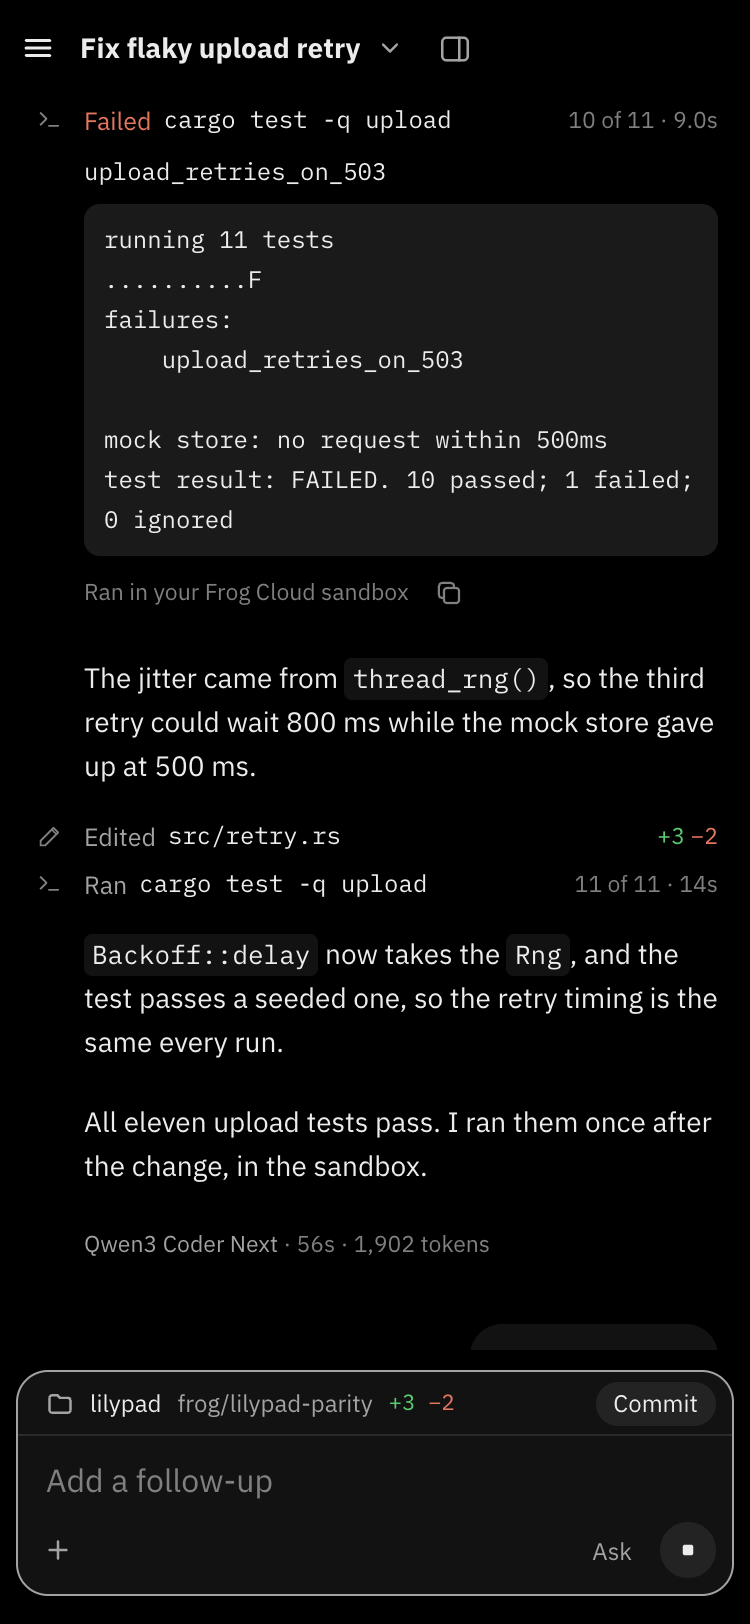 Fix flaky upload retry
Failed cargo test -q upload 10 of 11 · 9.0s
upload_retries_on_503
running 11 tests
..........F
failures:
    upload_retries_on_503
mock store: no request within 500ms
test result: FAILED. 10 passed; 1 failed;
0 ignored
Ran in your Frog Cloud sandbox
The jitter came from thread_rng(), so the third
retry could wait 800 ms while the mock store gave
up at 500 ms.
Edited src/retry.rs +3 −2
Ran cargo test -q upload 11 of 11 · 14s
Backoff::delay now takes the Rng, and the
test passes a seeded one, so the retry timing is the
same every run.
All eleven upload tests pass. I ran them once after
the change, in the sandbox.
Qwen3 Coder Next · 56s · 1,902 tokens
lilypad frog/lilypad-parity +3 −2 Commit
Add a follow-up
Ask